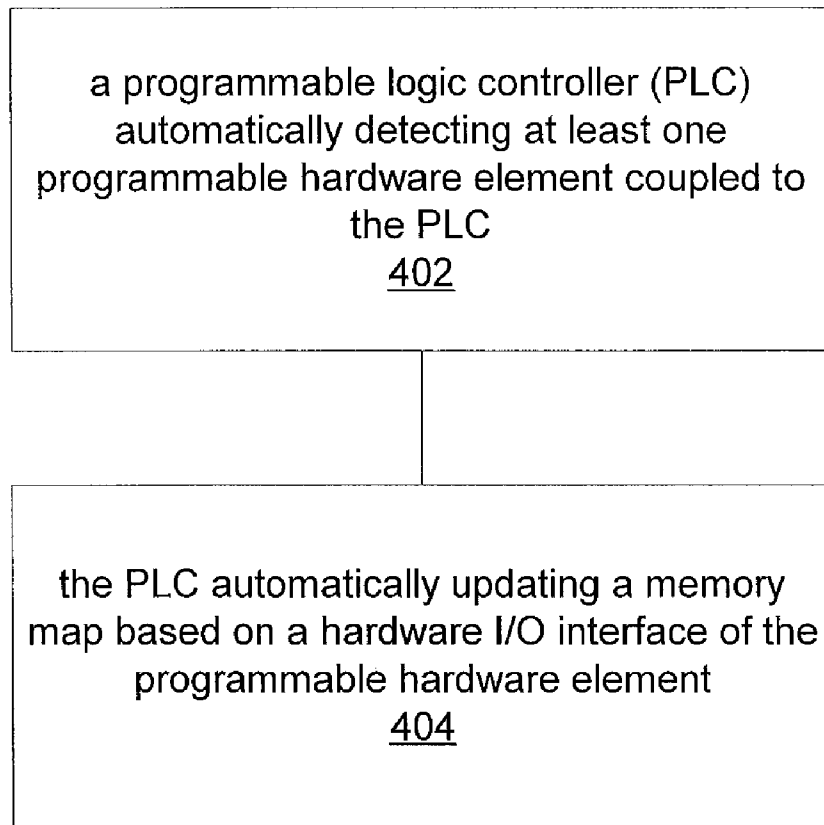 a programmable logic controller (PLC)
automatically detecting at least one
programmable hardware element coupled to
the PLC
402
the PLC automatically updating a memory
map based on a hardware I/O interface of the
programmable hardware element
404